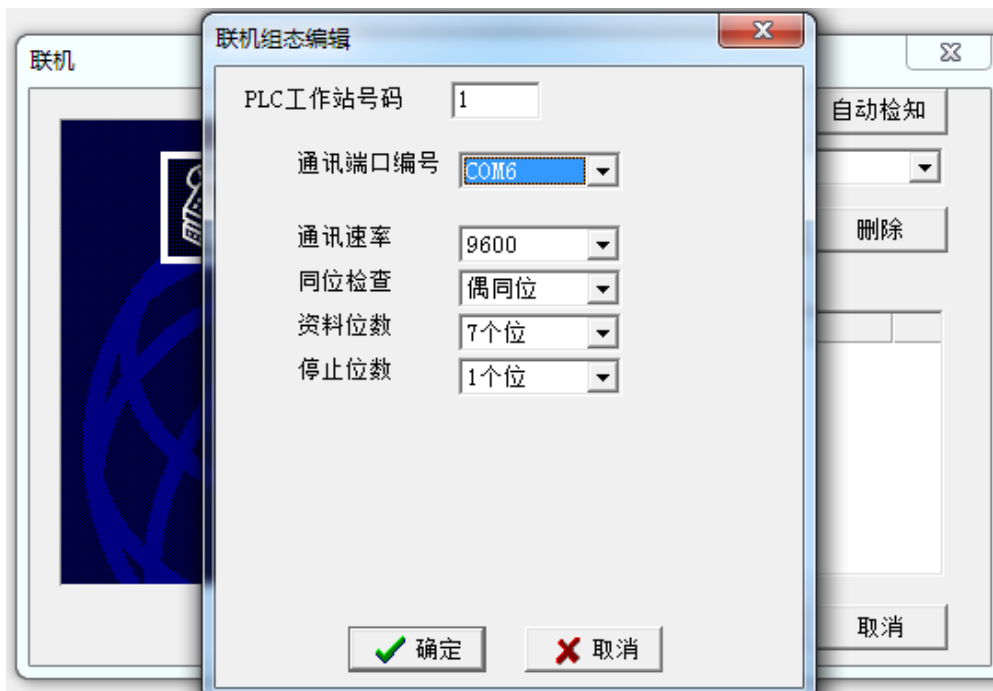 联机组态编辑
联机
PLC工作站号码 1
自动检知
通讯端口编号 COM6
通讯速率 9600
删除
同位检查 偶同位
资料位数 7个位
停止位数 1个位
确定 取消
取消